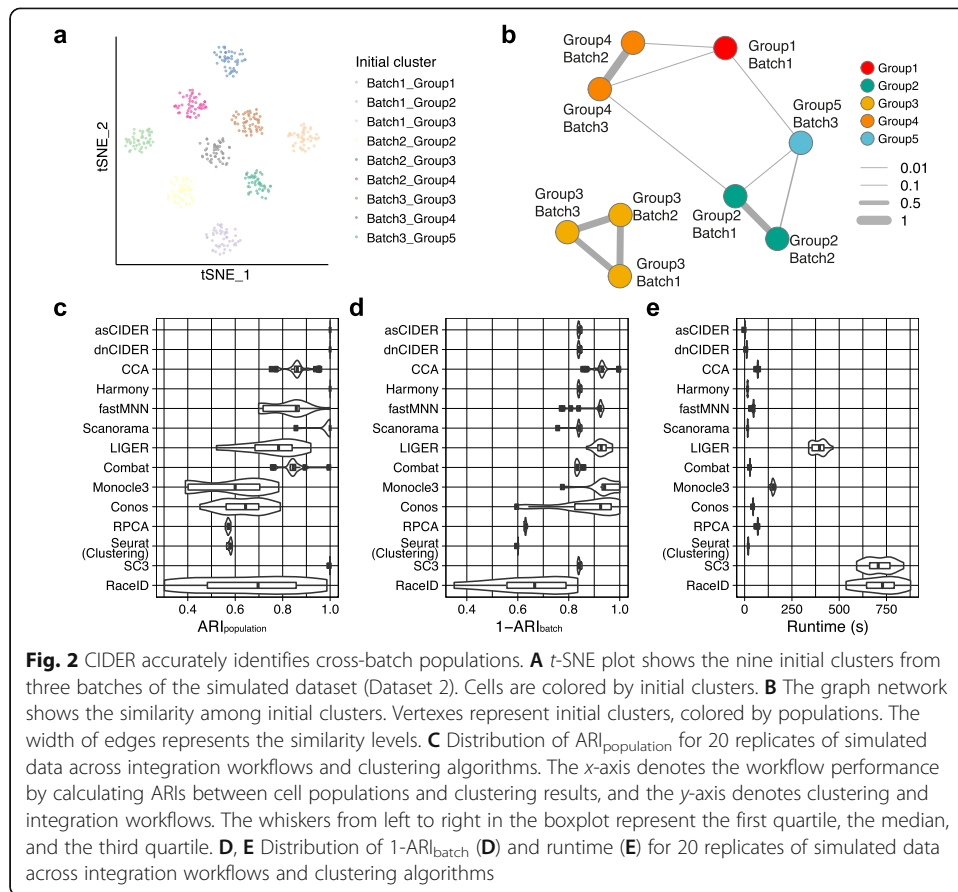 a
tSNE_2
tSNE_1
Initial cluster
Batch1_Group1
Batch1_Group2
Batch1_Group3
Batch2_Group2
Batch2_Group3
Batch2_Group4
Batch3_Group3
Batch3_Group4
Batch3_Group5
b
Group4
Batch2
Group4
Batch3
Group1
Batch1
Group5
Batch3
Group3
Batch3
Group3
Batch2
Group3
Batch1
Group2
Batch1
Group2
Batch2
Group1
Group2
Group3
Group4
Group5
0.01
0.1
0.5
1
c
asCIDER
dnCIDER
CCA
Harmony
fastMNN
Scanorama
LIGER
Combat
Monocle3
Conos
RPCA
Seurat
(Clustering)
SC3
RaceID
0.4 0.6 0.8 1.0
ARIpopulation
d
asCIDER
dnCIDER
CCA
Harmony
fastMNN
Scanorama
LIGER
Combat
Monocle3
Conos
RPCA
Seurat
(Clustering)
SC3
RaceID
0.4 0.6 0.8 1.0
1−ARIbatch
e
asCIDER
dnCIDER
CCA
Harmony
fastMNN
Scanorama
LIGER
Combat
Monocle3
Conos
RPCA
Seurat
(Clustering)
SC3
RaceID
0 250 500 750
Runtime (s)
Fig. 2 CIDER accurately identifies cross-batch populations. A t-SNE plot shows the nine initial clusters from
three batches of the simulated dataset (Dataset 2). Cells are colored by initial clusters. B The graph network
shows the similarity among initial clusters. Vertexes represent initial clusters, colored by populations. The
width of edges represents the similarity levels. C Distribution of ARIpopulation for 20 replicates of simulated
data across integration workflows and clustering algorithms. The x-axis denotes the workflow performance
by calculating ARIs between cell populations and clustering results, and the y-axis denotes clustering and
integration workflows. The whiskers from left to right in the boxplot represent the first quartile, the median,
and the third quartile. D, E Distribution of 1-ARIbatch (D) and runtime (E) for 20 replicates of simulated data
across integration workflows and clustering algorithms